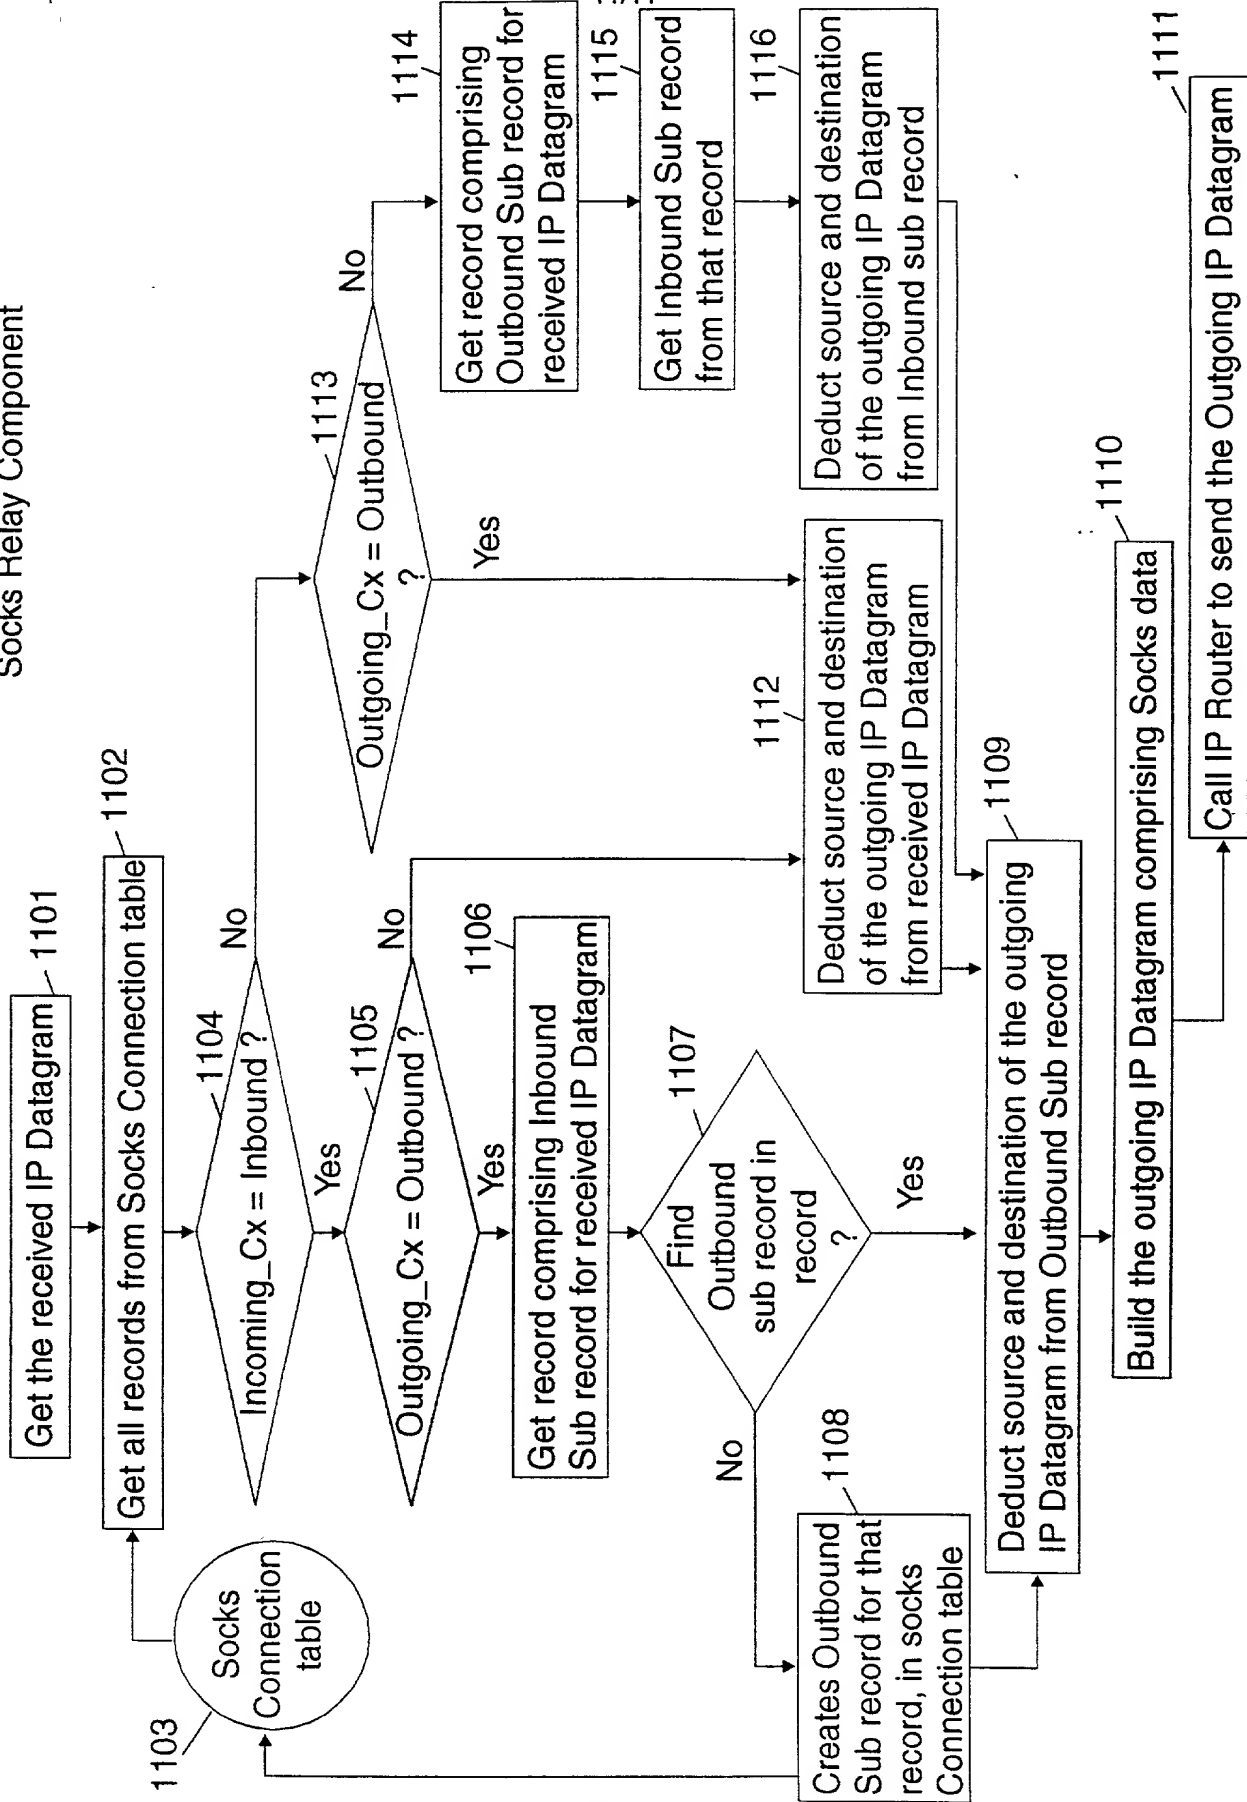 Socks Relay Component
1101
Get the received IP Datagram
1102
Get all records from Socks Connection table
1103
Socks
Connection
table
1104
Incoming_Cx = Inbound ?
No
Yes
1105
Outgoing_Cx = Outbound ?
No
Yes
1106
Get record comprising Inbound
Sub record for received IP Datagram
1107
Find
Outbound
sub record in
record
?
No
Yes
1108
Creates Outbound
Sub record for that
record, in socks
Connection table
1109
Deduct source and destination of the outgoing
IP Datagram from Outbound Sub record
1110
Build the outgoing IP Datagram comprising Socks data
1111
Call IP Router to send the Outgoing IP Datagram
1112
Deduct source and destination
of the outgoing IP Datagram
from received IP Datagram
1113
Outgoing_Cx = Outbound
?
No
Yes
1114
Get record comprising
Outbound Sub record for
received IP Datagram
1115
Get Inbound Sub record
from that record
1116
Deduct source and destination
of the outgoing IP Datagram
from Inbound sub record